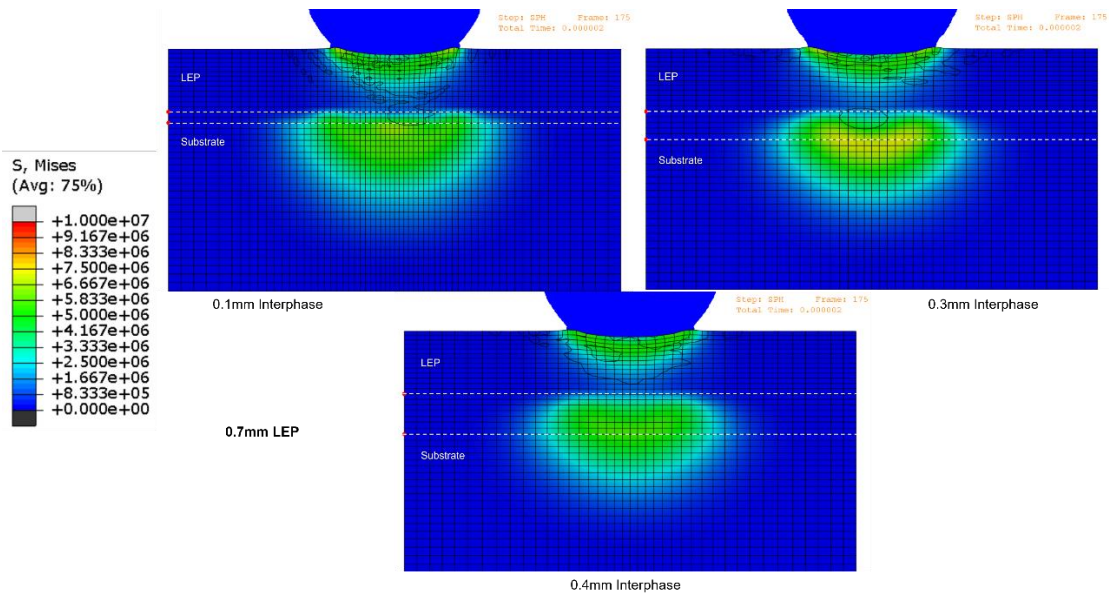 Step: SPH Frame: 175
Total Time: 0.000002
Step: SPH Frame: 175
Total Time: 0.000002
LEP
LEP
Substrate
Substrate
S, Mises
(Avg: 75%)
+1.000e+07
+9.167e+06
+8.333e+06
+7.500e+06
+6.667e+06
+5.833e+06
+5.000e+06
+4.167e+06
+3.333e+06
+2.500e+06
+1.667e+06
+8.333e+05
+0.000e+00
0.1mm Interphase
0.3mm Interphase
Step: SPH Frame: 175
Total Time: 0.000002
LEP
0.7mm LEP
Substrate
0.4mm Interphase